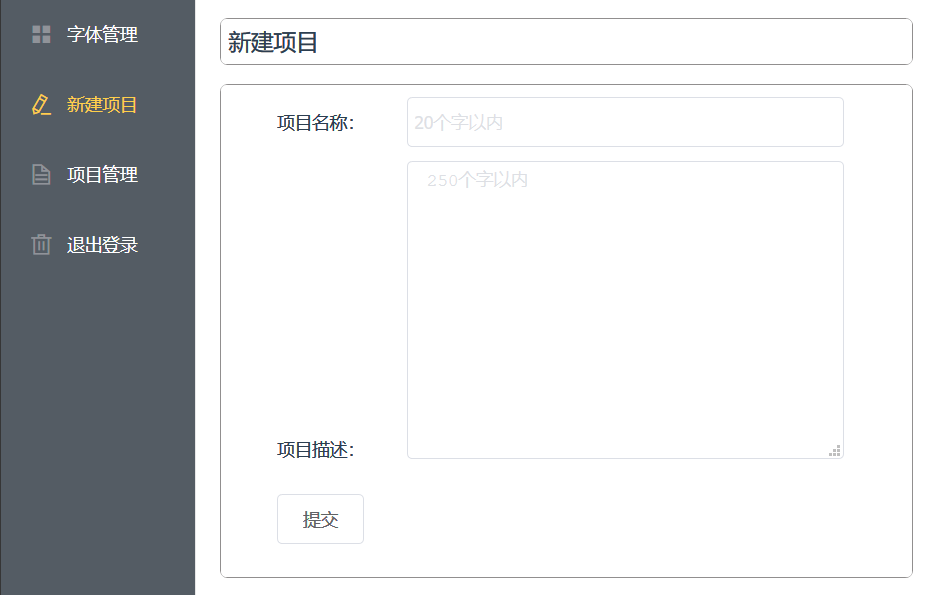 字体管理
新建项目
项目管理
退出登录
新建项目
项目名称：
20个字以内
250个字以内
项目描述：
提交